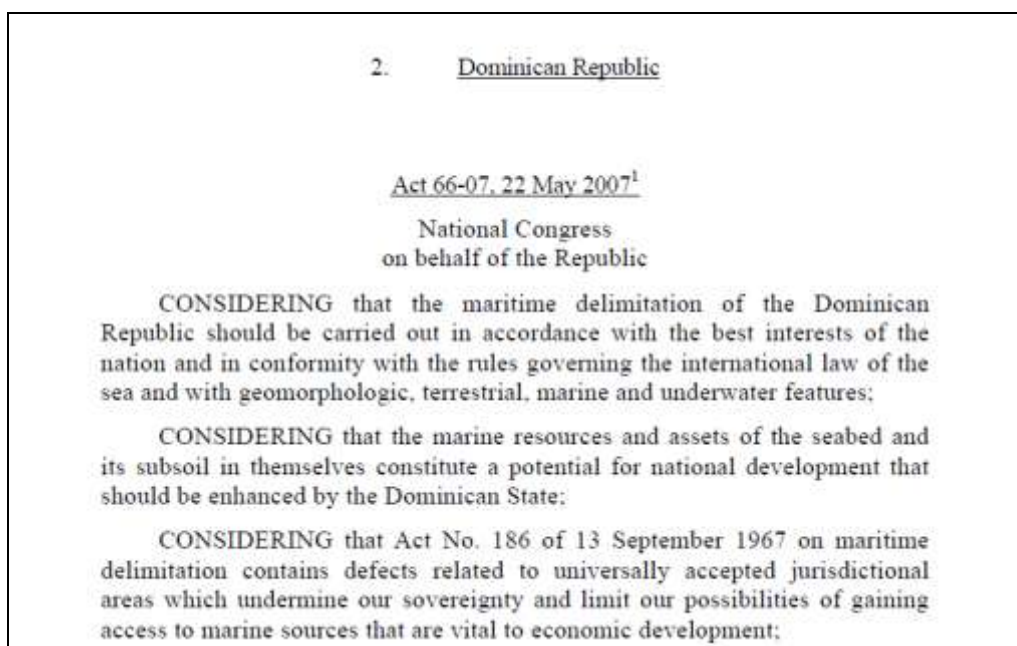 2. Dominican Republic
Act 66-07, 22 May 2007¹
National Congress
on behalf of the Republic
CONSIDERING that the maritime delimitation of the Dominican
Republic should be carried out in accordance with the best interests of the
nation and in conformity with the rules governing the international law of the
sea and with geomorphologic, terrestrial, marine and underwater features;
CONSIDERING that the marine resources and assets of the seabed and
its subsoil in themselves constitute a potential for national development that
should be enhanced by the Dominican State;
CONSIDERING that Act No. 186 of 13 September 1967 on maritime
delimitation contains defects related to universally accepted jurisdictional
areas which undermine our sovereignty and limit our possibilities of gaining
access to marine sources that are vital to economic development;